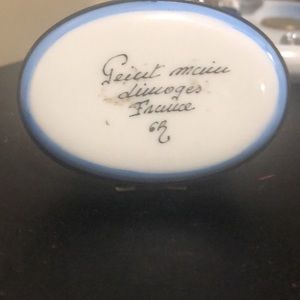 Peint main
Limoges
France